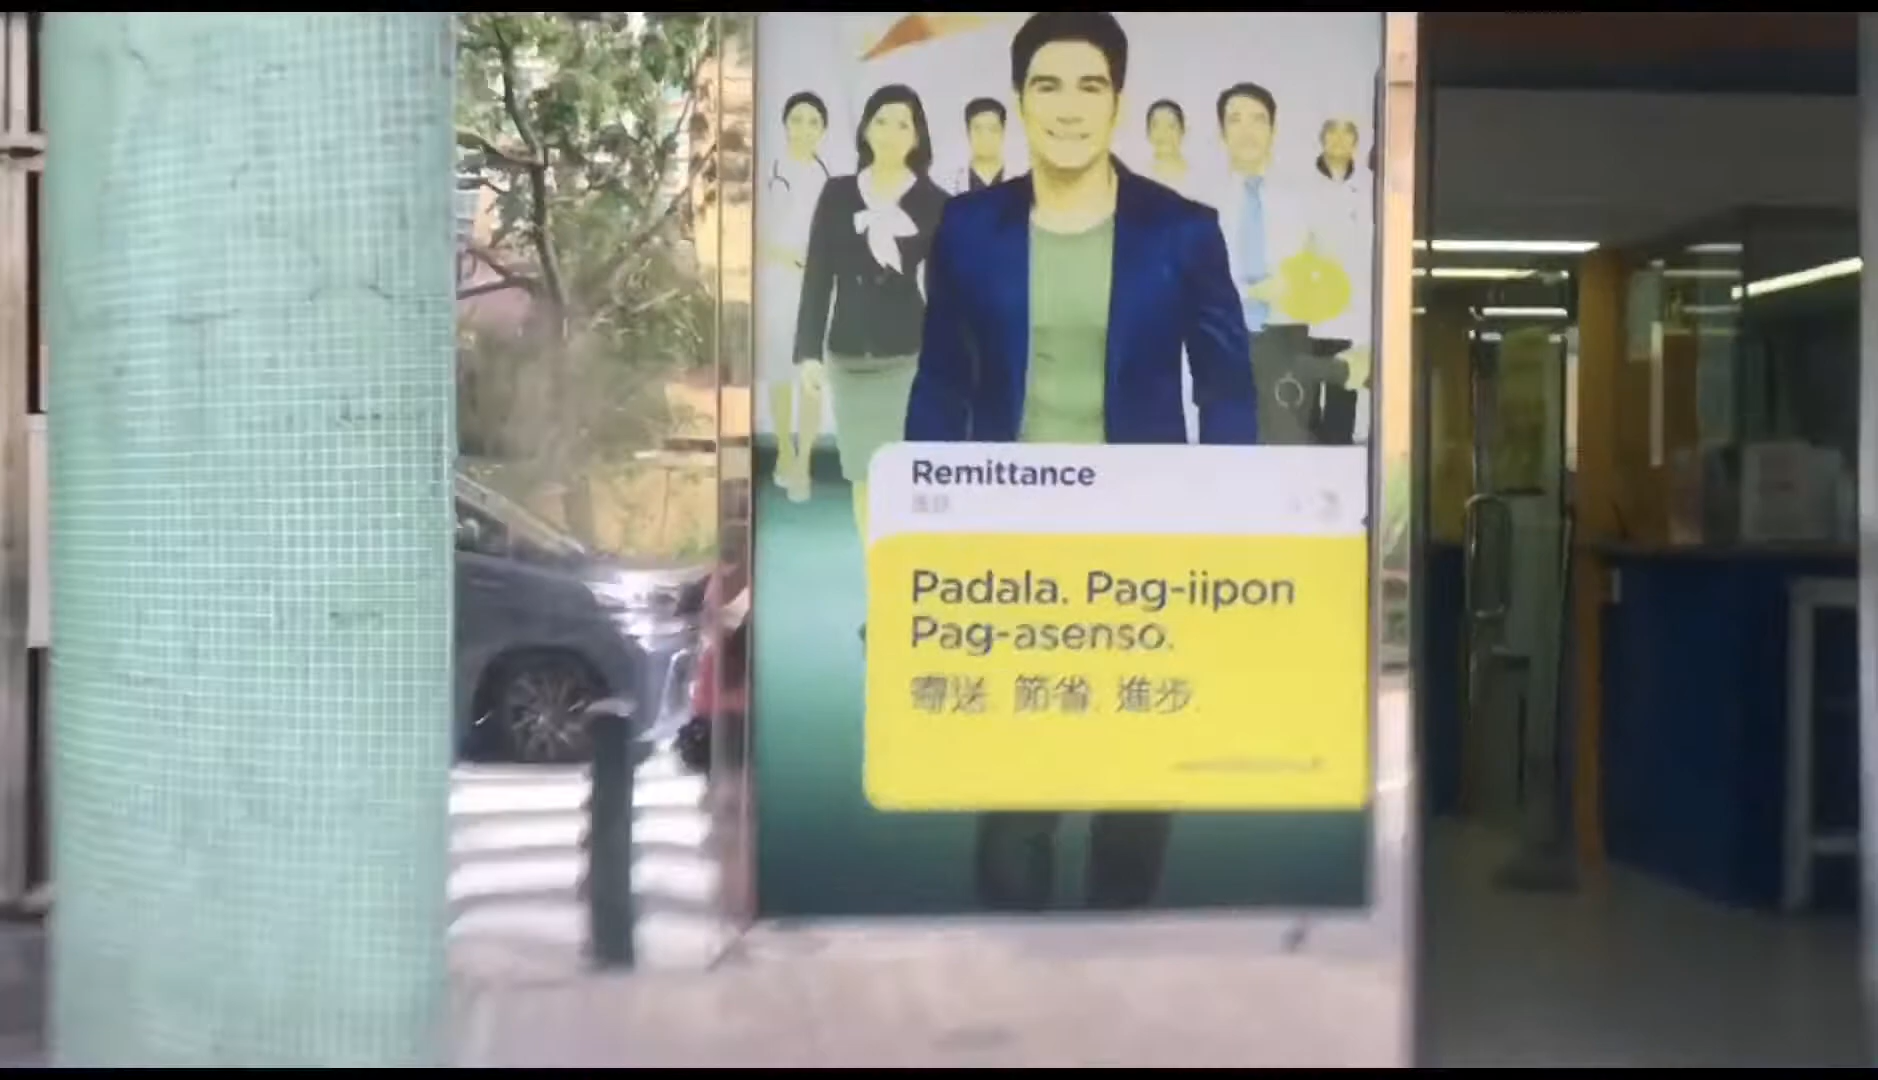 Remittance
Padala. Pag-iipon
Pag-asenso.
寄送. 節省. 進步.